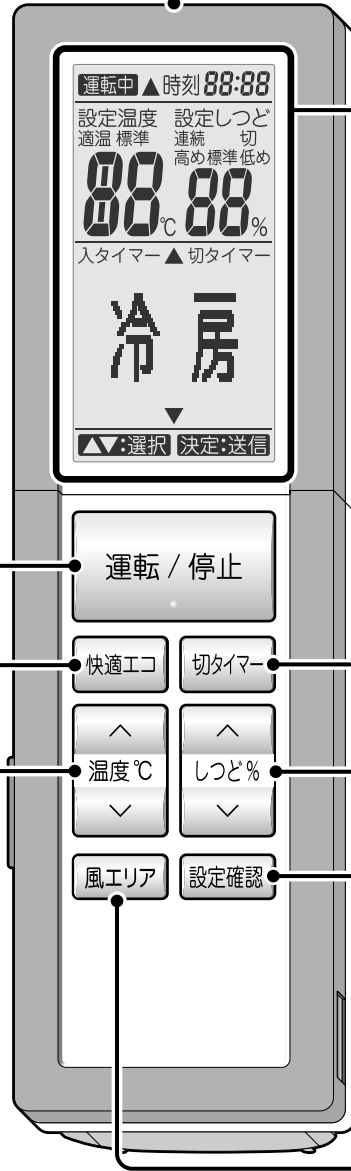 運転中 ▲ 時刻 88:88
設定温度 設定しつど
適温 標準 連続 切
高め 標準 低め
88℃ 88%
入タイマー ▲ 切タイマー
冷房
▼
▲▼:選択 決定:送信
運転 / 停止
快適エコ 切タイマー
温度℃ しつど%
風エリア 設定確認